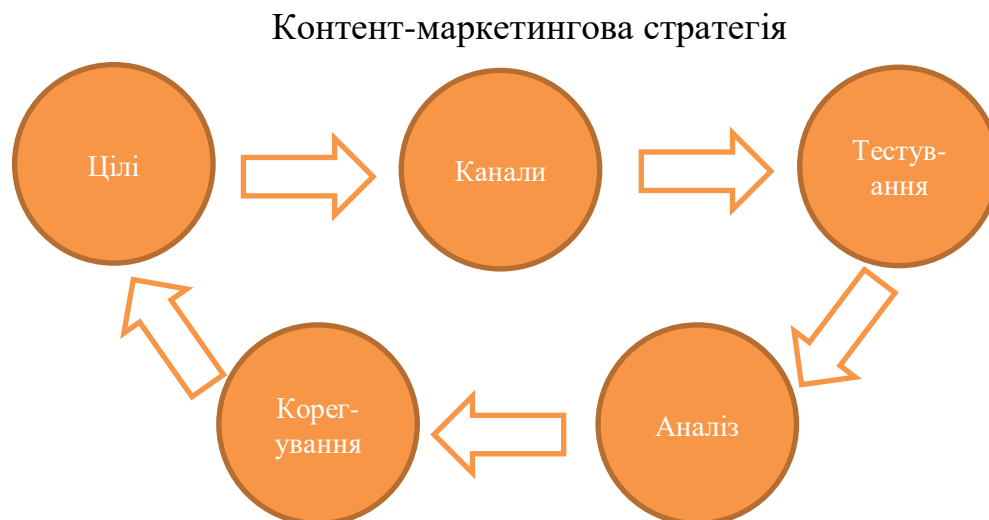 Контент-маркетингова стратегія
Цілі
Канали
Тестув-
ання
Корег-
ування
Аналіз